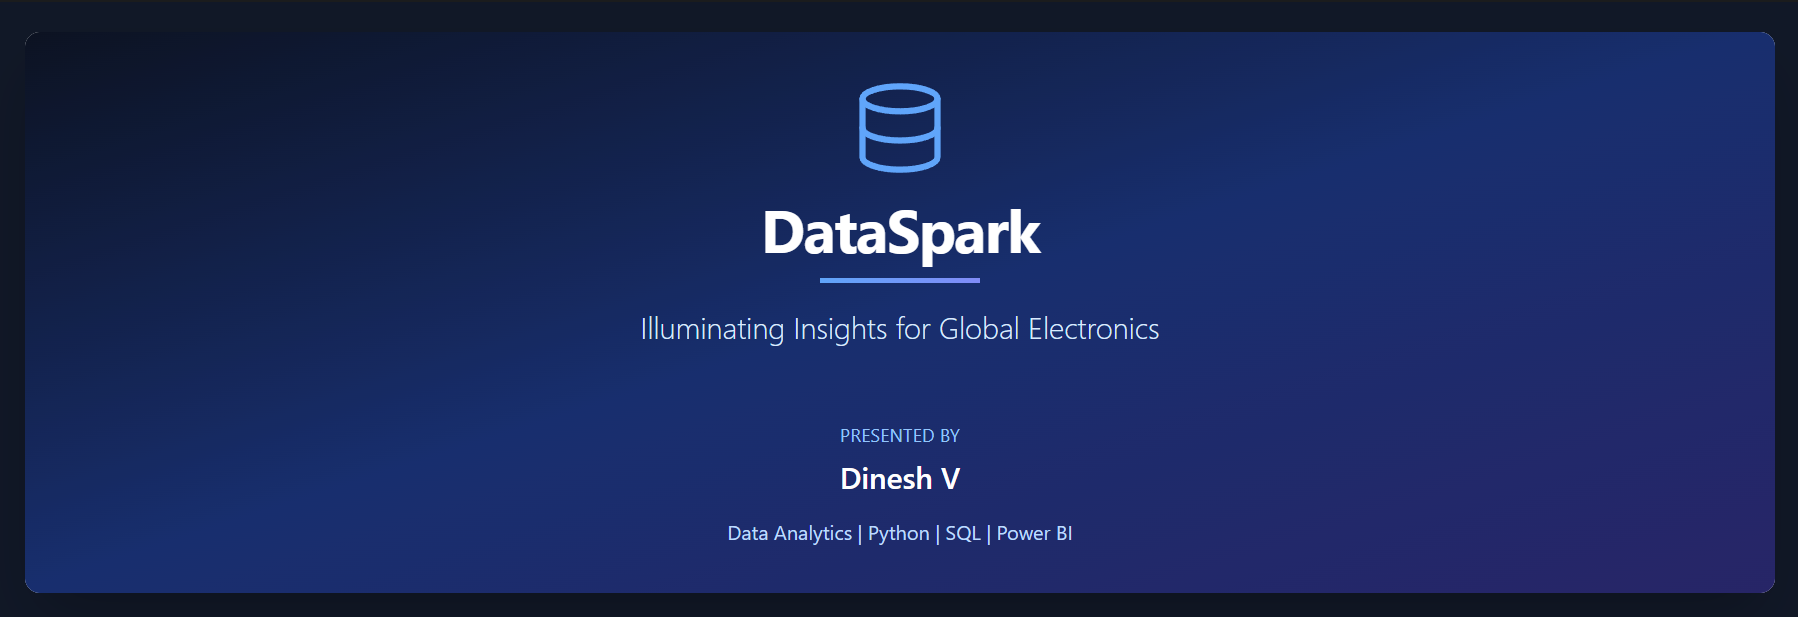 DataSpark
Illuminating Insights for Global Electronics
PRESENTED BY
Dinesh V
Data Analytics | Python | SQL | Power BI